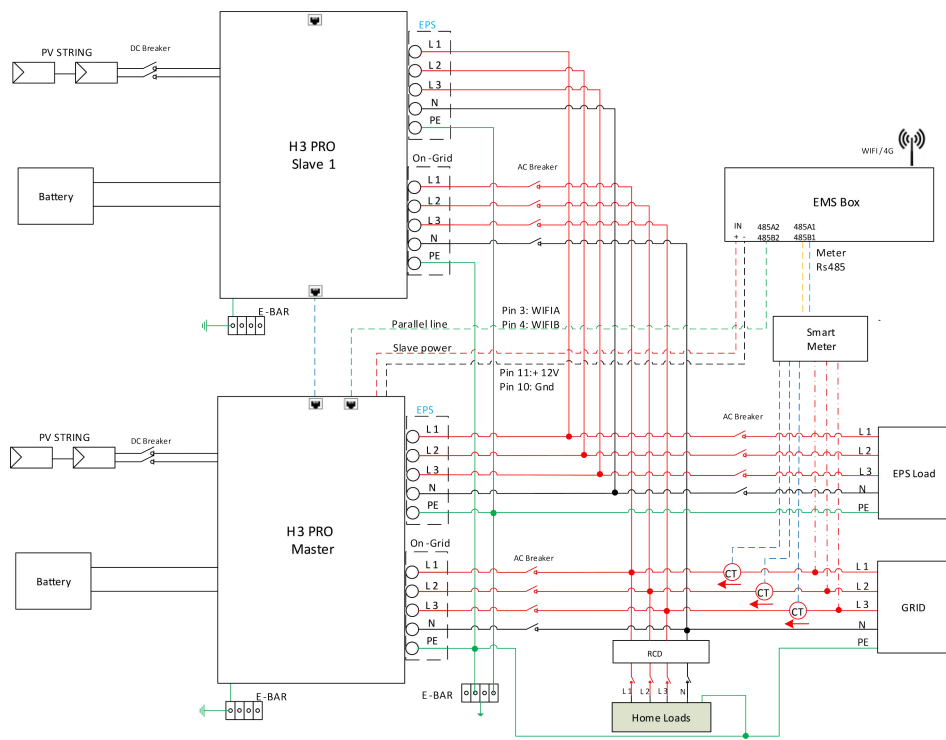 EPS
PV STRING
DC Breaker
L1
L2
L3
N
PE
H3 PRO
Slave 1
On-Grid
AC Breaker
L1
L2
L3
N
PE
Battery
E-BAR
WIFI/4G
EMS Box
IN
+ -
485A2
485B2
485A1
485B1
Meter
Rs485
Pin 3: WIFIA
Pin 4: WIFIB
Parallel line
Slave power
Pin 11:+ 12V
Pin 10: Gnd
Smart
Meter
EPS
PV STRING
DC Breaker
L1
L2
L3
N
PE
AC Breaker
L1
L2
L3
N
PE
EPS Load
H3 PRO
Master
On-Grid
AC Breaker
L1
L2
L3
N
PE
Battery
CT
CT
CT
L1
L2
L3
N
PE
GRID
RCD
L1
L2
L3
N
Home Loads
E-BAR
E-BAR